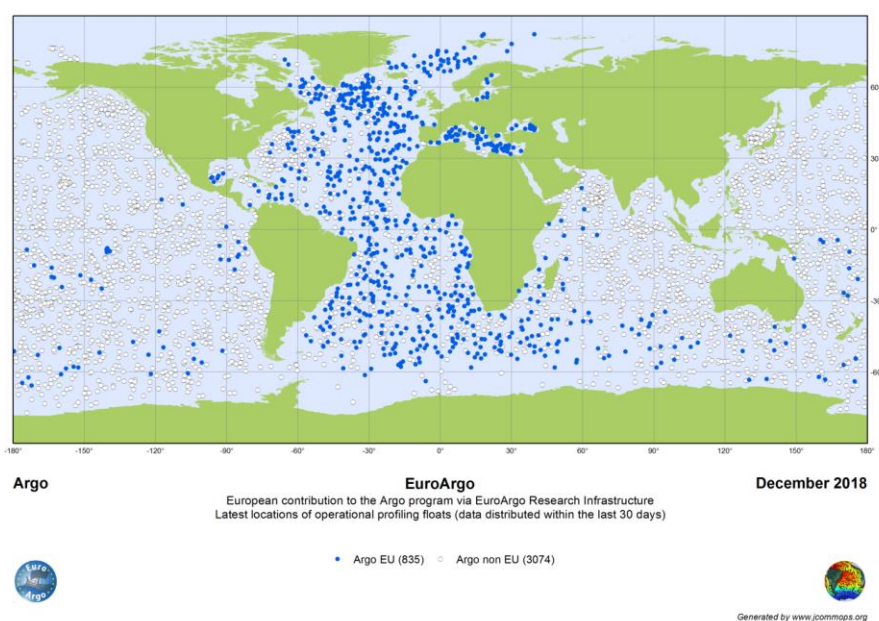 60°
30°
0°
-30°
-60°
-180° -150° -120° -90° -60° -30° 0° 30° 60° 90° 120° 150° 180°
Argo EuroArgo December 2018
European contribution to the Argo program via EuroArgo Research Infrastructure
Latest locations of operational profiling floats (data distributed within the last 30 days)
Argo EU (835) Argo non EU (3074)
Euro
Argo
Generated by www.jcommops.org